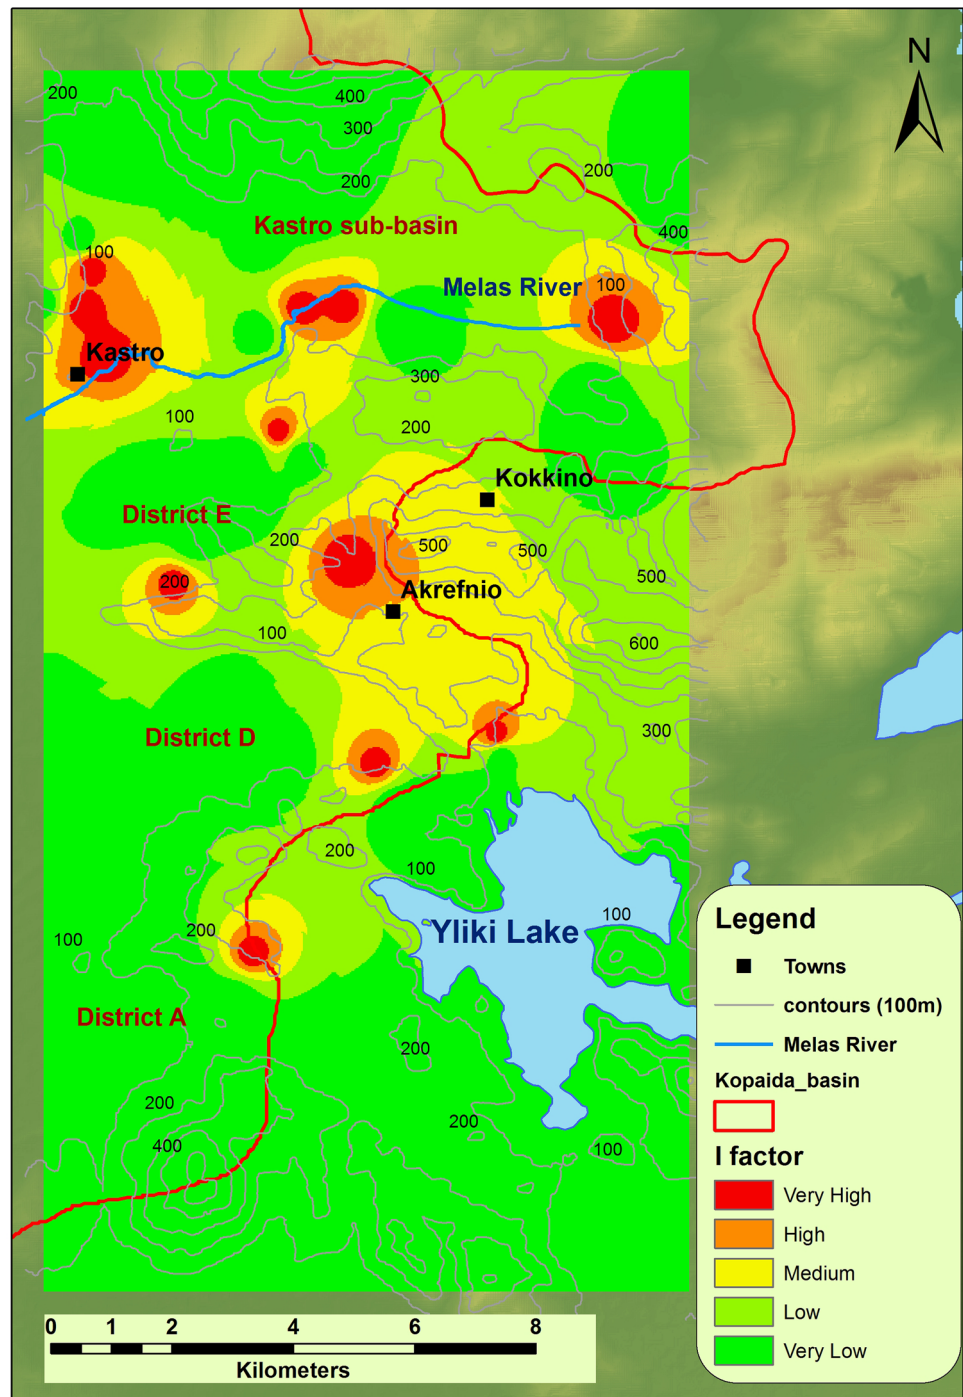 N
200
400
300
200
200
Kastro sub-basin
400
100
Melas River
100
Kastro
300
100
200
Kokkino
District E
200
500
500
500
200
Akrefnio
100
600
District D
300
200
100
200
100
Yliki Lake
100
District A
200
200
200
400
100
Legend
Towns
contours (100m)
Melas River
Kopaida_basin
I factor
Very High
High
Medium
Low
Very Low
0 1 2 4 6 8
Kilometers